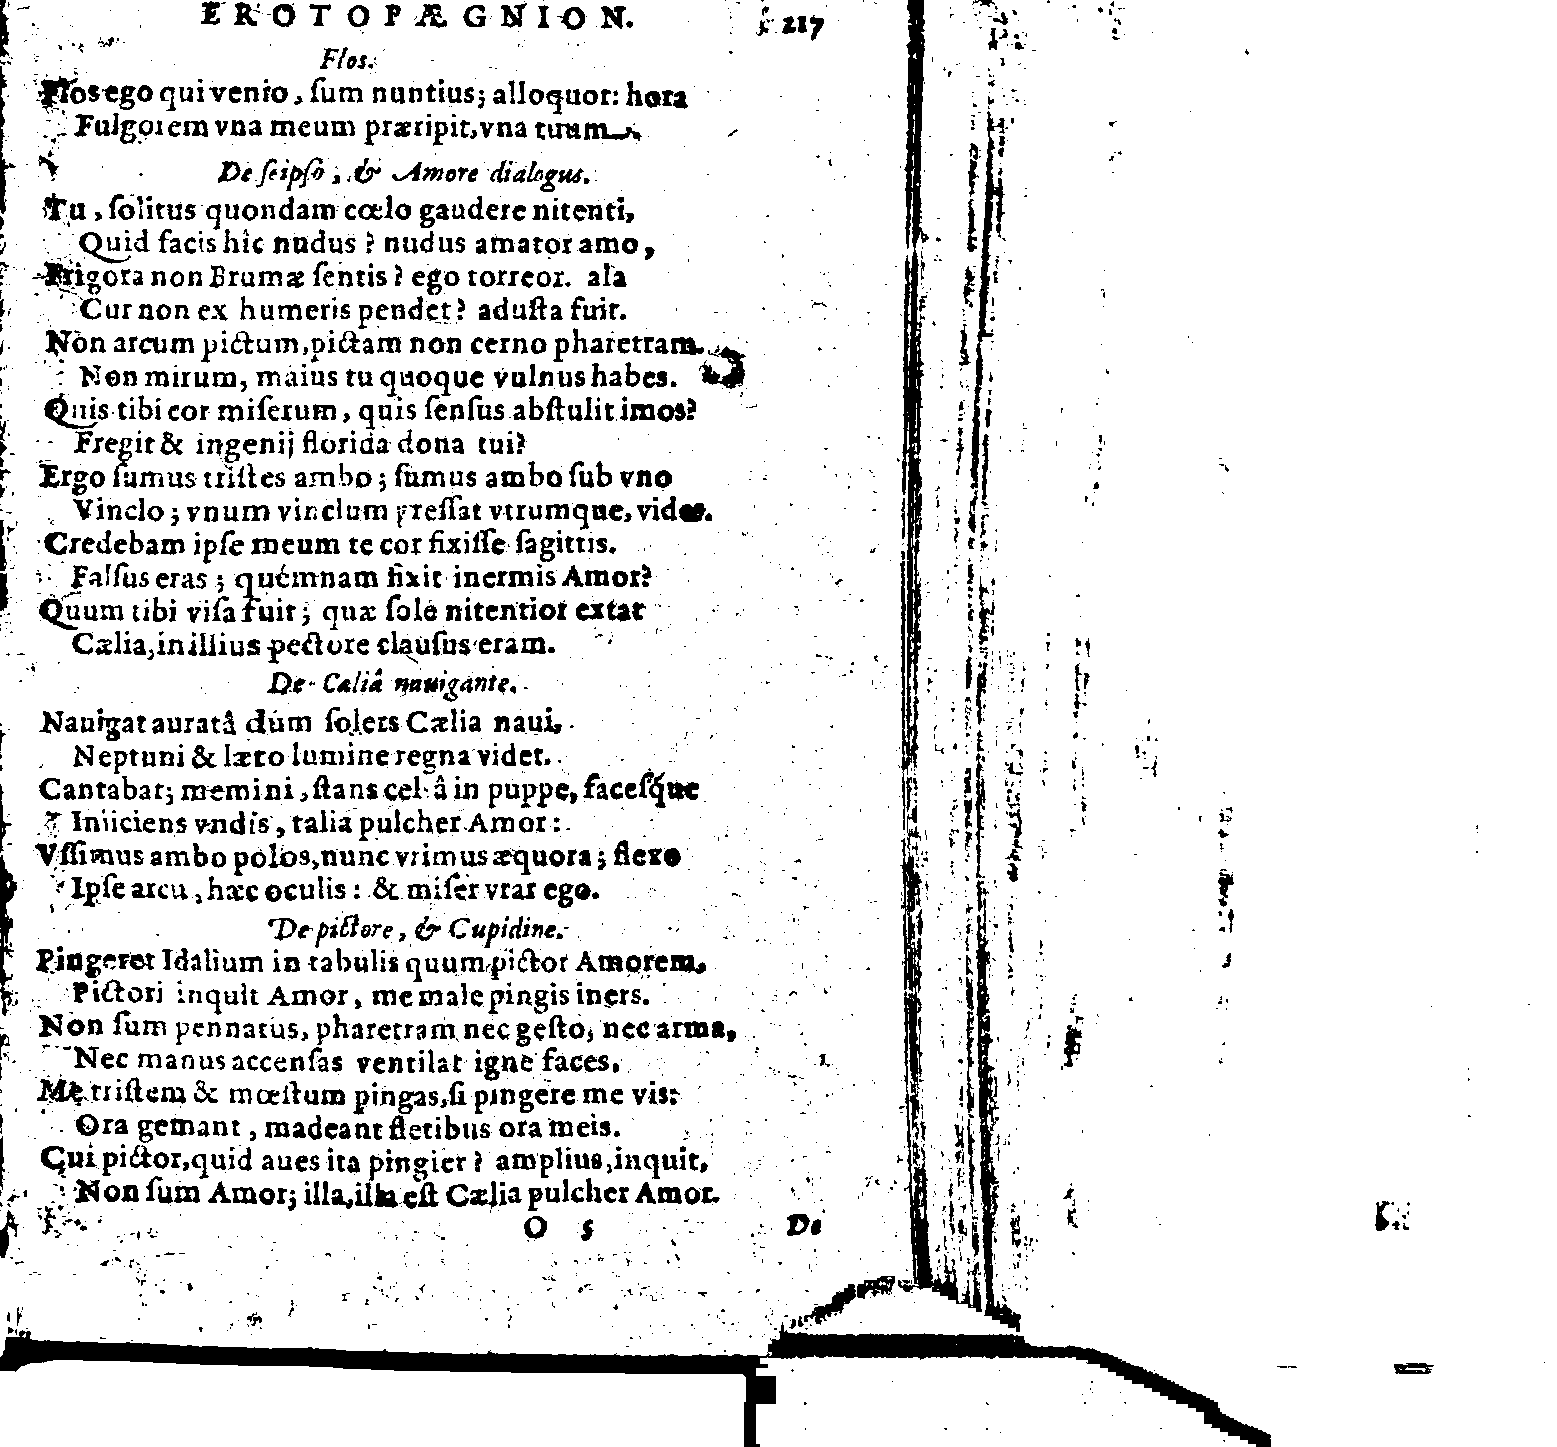 EROTOPÆGNION. 217
Flos.
Flos ego qui venio, ſum nuntius; alloquor: hora
Fulgorem vna meum præripit, vna tuum.
De ſeipſo, & Amore dialogus.
Tu, ſolitus quondam cœlo gaudere nitenti,
Quid facis hîc nudus? nudus amator amo,
Frigora non Brumæ ſentis? ego torreor. ala
Cur non ex humeris pendet? aduſta fuit.
Non arcum pictum, pictam non cerno pharetram.
Non mirum, maius tu quoque vulnus habes.
Quis tibi cor miſerum, quis ſenſus abſtulit imos?
Fregit & ingenij florida dona tui?
Ergo ſumus triſtes ambo; ſumus ambo ſub vno
Vinclo; vnum vinclum preſſat vtrumque, vides.
Credebam ipſe meum te cor fixiſſe ſagittis.
Falſus eras; quémnam fixit inermis Amor?
Quum tibi viſa fuit; quæ ſole nitentior extat
Cælia, in illius pectore clauſus eram.
De Cæliâ nauigante.
Nauigat auratâ dum ſolers Cælia naui,
Neptuni & læto lumine regna videt.
Cantabat; memini, ſtans celsâ in puppe, faceſque
Iniiciens vndis, talia pulcher Amor:
Vſſimus ambo polos, nunc vrimus æquora; flexo
Ipſe arcu, hæc oculis: & miſer vrar ego.
De pictore, & Cupidine.
Pingeret Idalium in tabulis quum pictor Amorem,
Pictori inquit Amor, me male pingis iners.
Non ſum pennatus, pharetram nec geſto, nec arma,
Nec manus accenſas ventilat igne faces.
Me triſtem & mœſtum pingas, ſi pingere me vis:
Ora gemant, madeant fletibus ora meis.
Cui pictor, quid aues ita pingier? amplius, inquit,
Non ſum Amor; illa, illa eſt Cælia pulcher Amor.
O 5 De